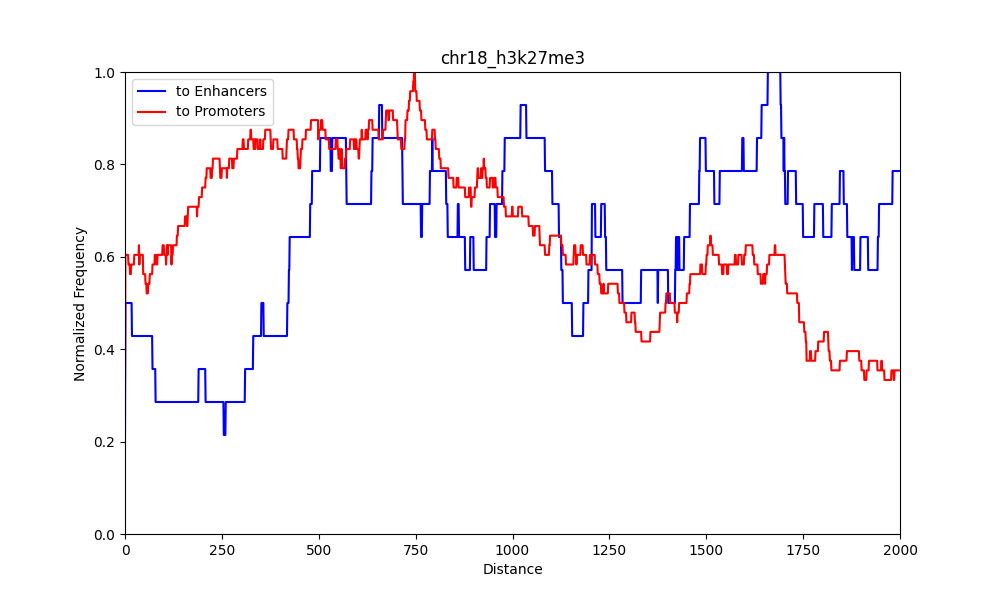 chr18_h3k27me3
to Enhancers
to Promoters
Normalized Frequency
1.0
0.8
0.6
0.4
0.2
0.0
0 250 500 750 1000 1250 1500 1750 2000
Distance